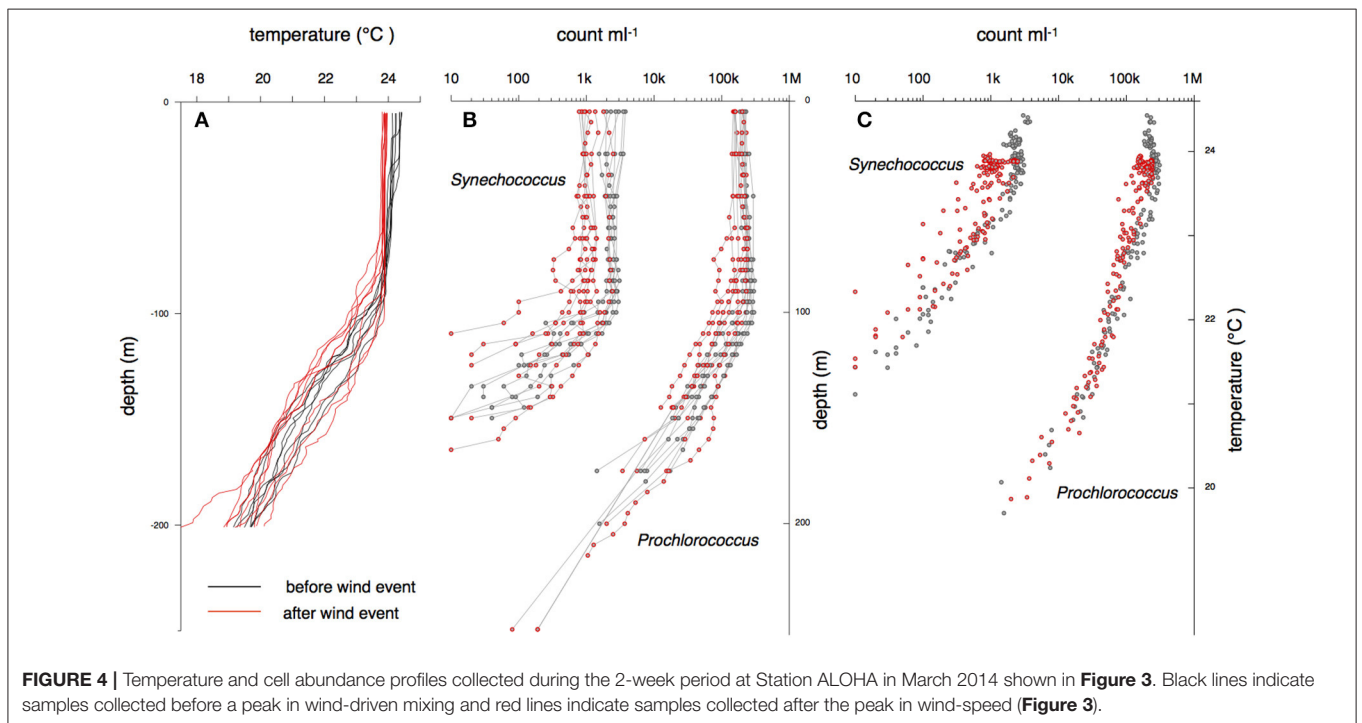 temperature (°C )
count ml⁻¹
count ml⁻¹
18 20 22 24
10 100 1k 10k 100k 1M
10 100 1k 10k 100k 1M
0
0
A
B
C
24
Synechococcus
Synechococcus
depth (m)
-100
100
22
depth (m)
temperature (°C )
20
Prochlorococcus
-200
200
Prochlorococcus
before wind event
after wind event
FIGURE 4 | Temperature and cell abundance profiles collected during the 2-week period at Station ALOHA in March 2014 shown in Figure 3. Black lines indicate
samples collected before a peak in wind-driven mixing and red lines indicate samples collected after the peak in wind-speed (Figure 3).